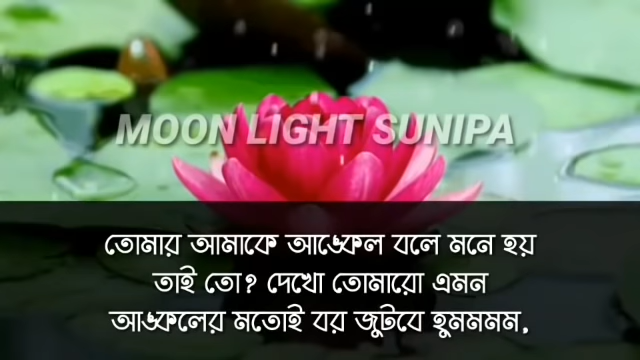 MOON LIGHT SUNIPA
তোমার আমাকে আঙ্কেল বলে মনে হয়
তাই তো? দেখো তোমারো এমন
আঙ্কলের মতোই বর জুটবে হুমমমম.